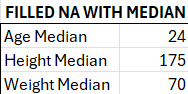 FILLED NA WITH MEDIAN
Age Median 24
Height Median 175
Weight Median 70